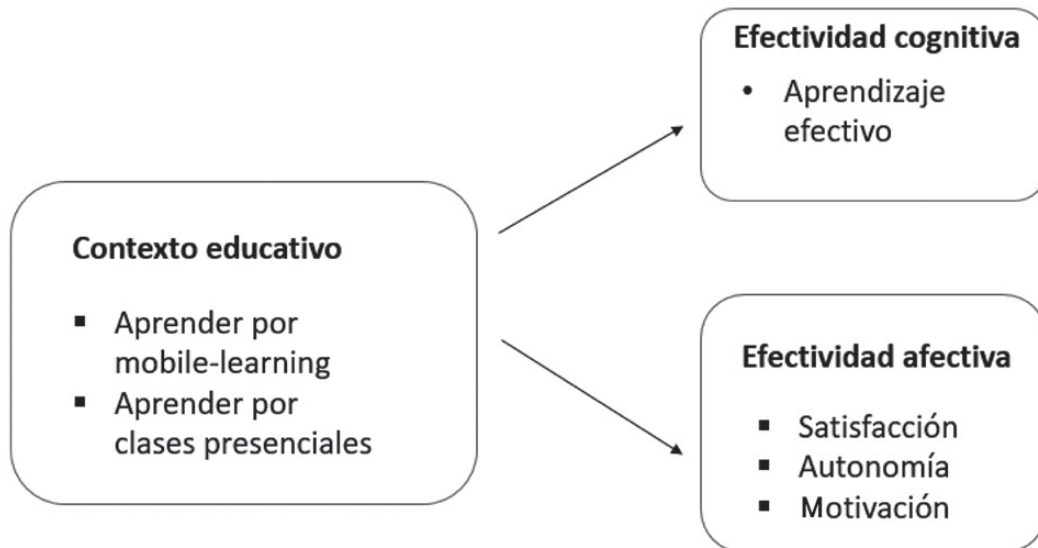 Efectividad cognitiva
• Aprendizaje
efectivo
Contexto educativo
▪ Aprender por
mobile-learning
▪ Aprender por
clases presenciales
Efectividad afectiva
▪ Satisfacción
▪ Autonomía
▪ Motivación